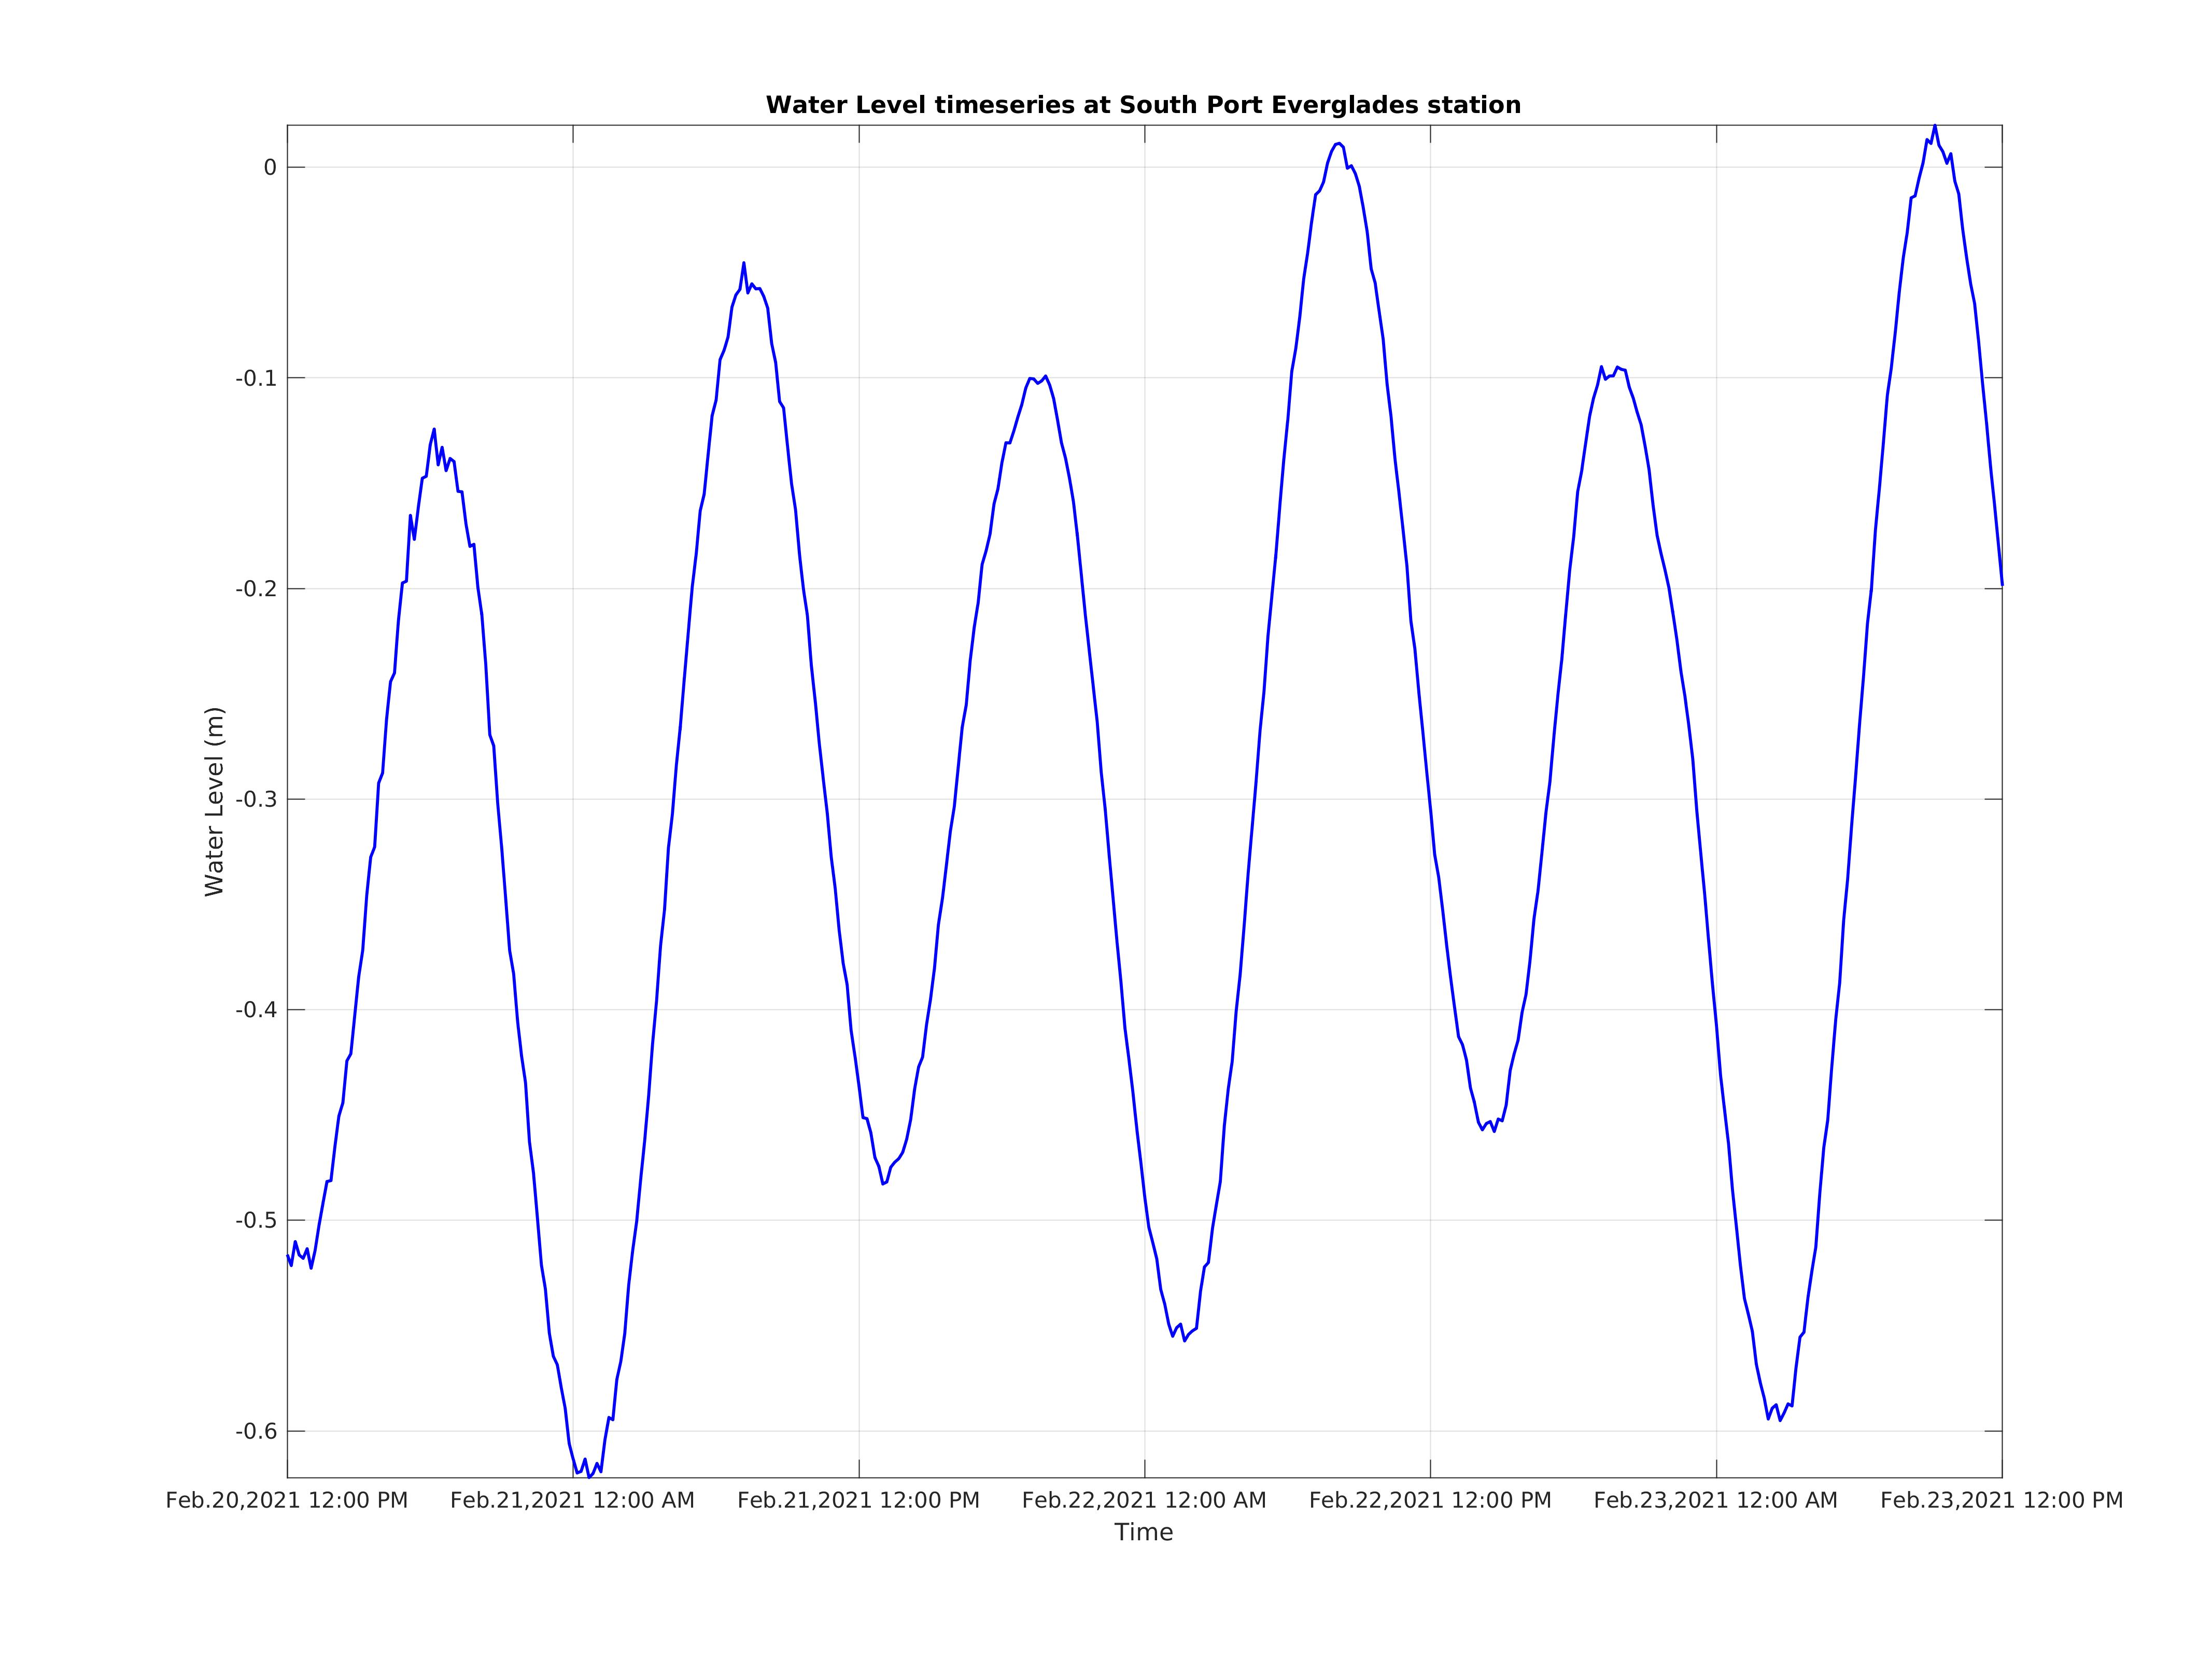 Water Level timeseries at South Port Everglades station
0
-0.1
-0.2
-0.3
-0.4
-0.5
-0.6
Water Level (m)
Feb.20,2021 12:00 PM Feb.21,2021 12:00 AM Feb.21,2021 12:00 PM Feb.22,2021 12:00 AM Feb.22,2021 12:00 PM Feb.23,2021 12:00 AM Feb.23,2021 12:00 PM
Time